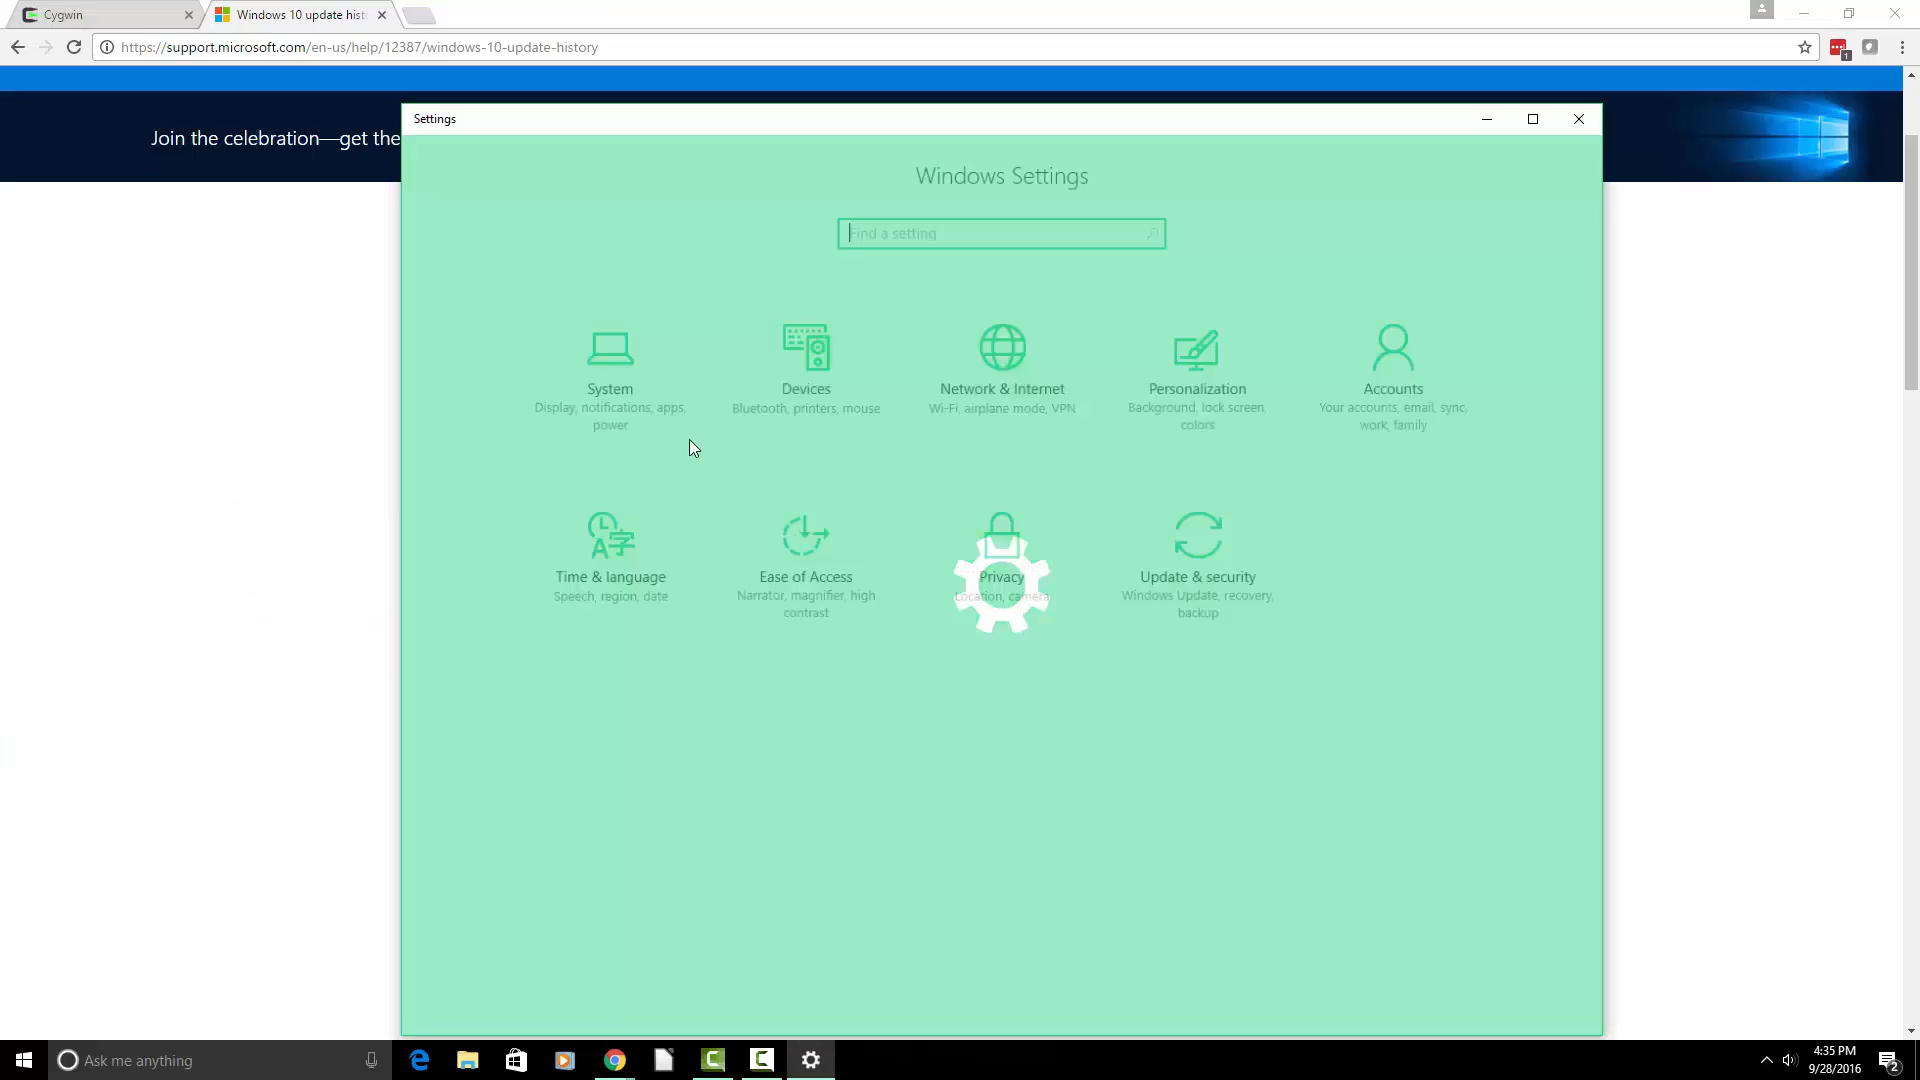 Cygwin
Windows 10 update hist
https://support.microsoft.com/en-us/help/12387/windows-10-update-history
1
Join the celebration—get the
Settings
Windows Settings
Find a setting
System
Display, notifications, apps,
power
Devices
Bluetooth, printers, mouse
Network & Internet
Wi-Fi, airplane mode, VPN
Personalization
Background, lock screen,
colors
Accounts
Your accounts, email, sync,
work, family
Time & language
Speech, region, date
Ease of Access
Narrator, magnifier, high
contrast
Privacy
Location, camera
Update & security
Windows Update, recovery,
backup
Ask me anything
4:35 PM
9/28/2016
2